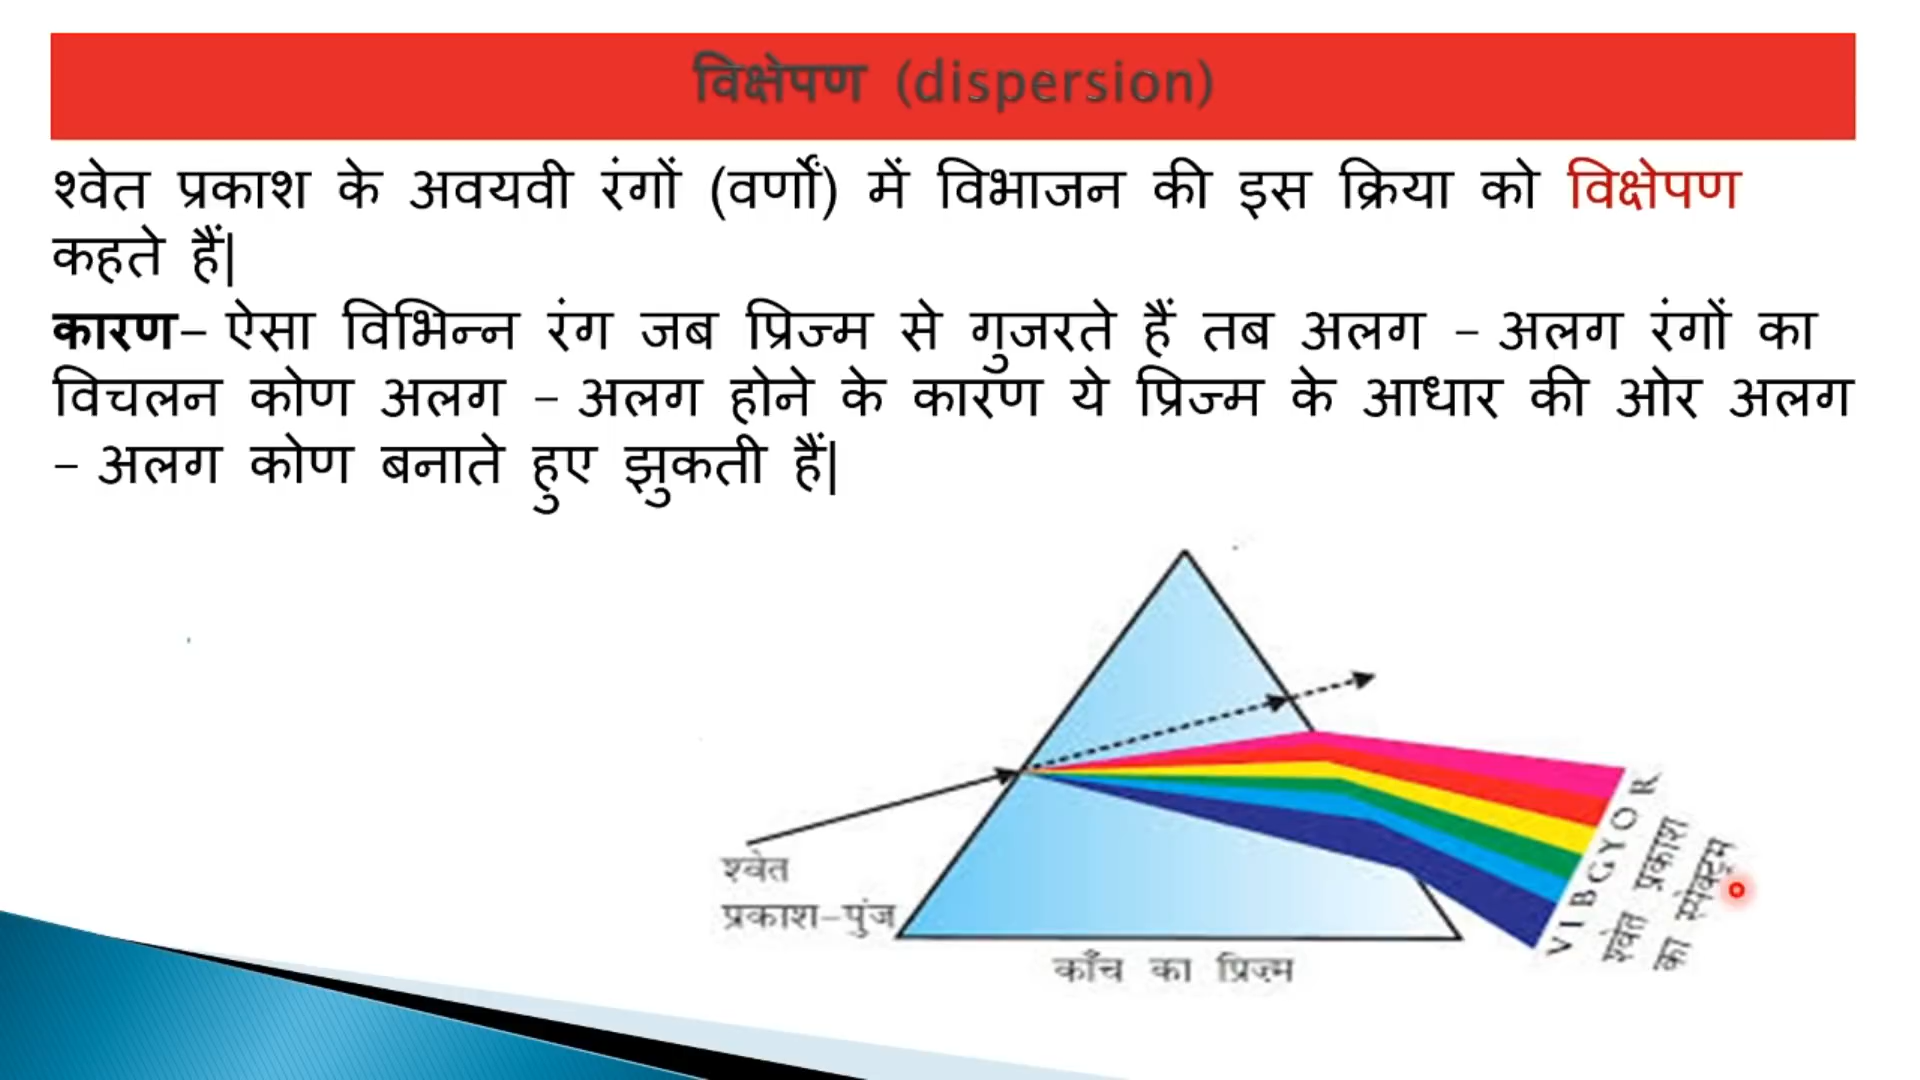 विक्षेपण (dispersion)
श्वेत प्रकाश के अवयवी रंगों (वर्णों) में विभाजन की इस क्रिया को विक्षेपण
कहते हैं|
कारण- ऐसा विभिन्न रंग जब प्रिज्म से गुजरते हैं तब अलग - अलग रंगों का
विचलन कोण अलग - अलग होने के कारण ये प्रिज्म के आधार की ओर अलग
- अलग कोण बनाते हुए झुकती हैं|
श्वेत
प्रकाश-पुंज
काँच का प्रिज़्म
VIBGYOR
श्वेत प्रकाश
का स्पेक्ट्रम